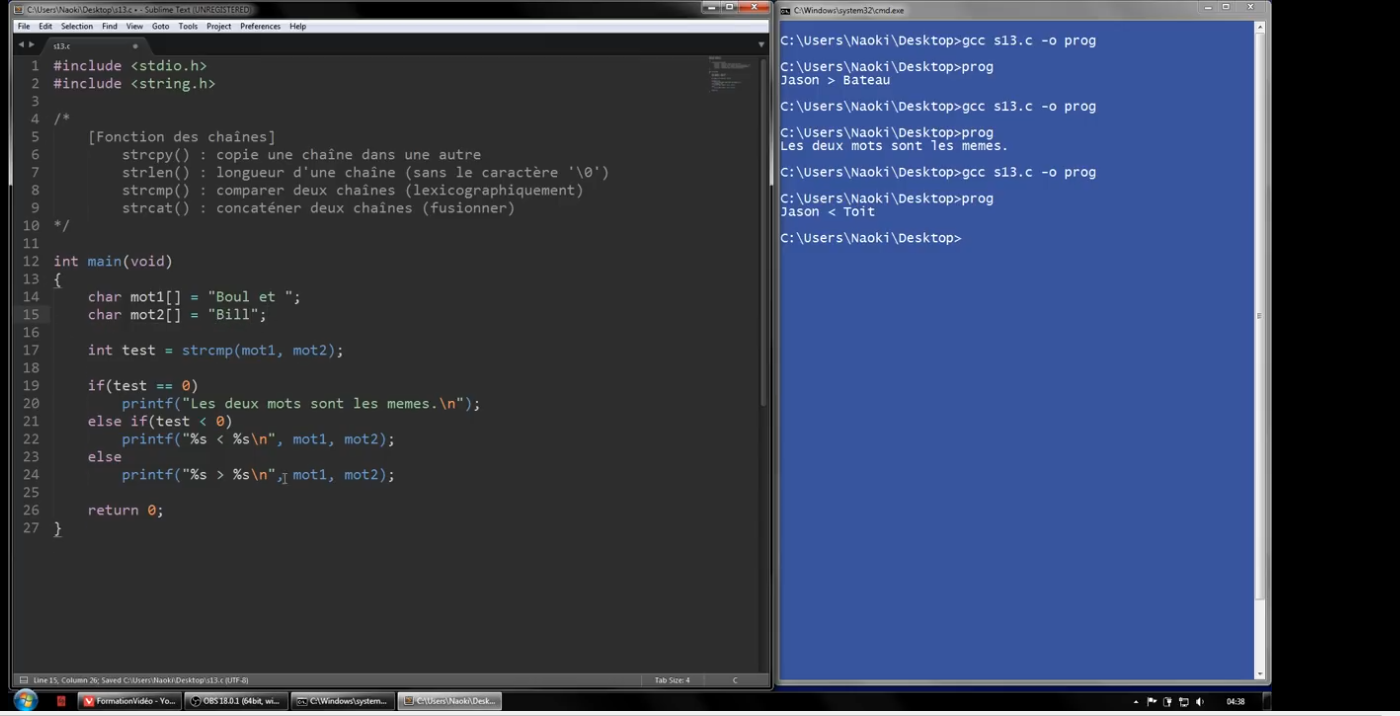 C:\Users\Naoki\Desktop\s13.c • - Sublime Text (UNREGISTERED)
File Edit Selection Find View Goto Tools Project Preferences Help
s13.c
1 #include <stdio.h>
2 #include <string.h>
3
4 /*
5 [Fonction des chaînes]
6 strcpy() : copie une chaîne dans une autre
7 strlen() : longueur d'une chaîne (sans le caractère '\0')
8 strcmp() : comparer deux chaînes (lexicographiquement)
9 strcat() : concaténer deux chaînes (fusionner)
10 */
11
12 int main(void)
13 {
14 char mot1[] = "Boul et ";
15 char mot2[] = "Bill";
16
17 int test = strcmp(mot1, mot2);
18
19 if(test == 0)
20 printf("Les deux mots sont les memes.\n");
21 else if(test < 0)
22 printf("%s < %s\n", mot1, mot2);
23 else
24 printf("%s > %s\n", mot1, mot2);
25
26 return 0;
27 }
Line 15, Column 26; Saved C:\Users\Naoki\Desktop\s13.c (UTF-8)
Tab Size: 4
C
C:\Windows\system32\cmd.exe
C:\Users\Naoki\Desktop>gcc s13.c -o prog
C:\Users\Naoki\Desktop>prog
Jason > Bateau
C:\Users\Naoki\Desktop>gcc s13.c -o prog
C:\Users\Naoki\Desktop>prog
Les deux mots sont les memes.
C:\Users\Naoki\Desktop>gcc s13.c -o prog
C:\Users\Naoki\Desktop>prog
Jason < Toit
C:\Users\Naoki\Desktop>
FormationVidéo - Yo...
OBS 18.0.1 (64bit, wi...
C:\Windows\system...
C:\Users\Naoki\Desk...
04:38